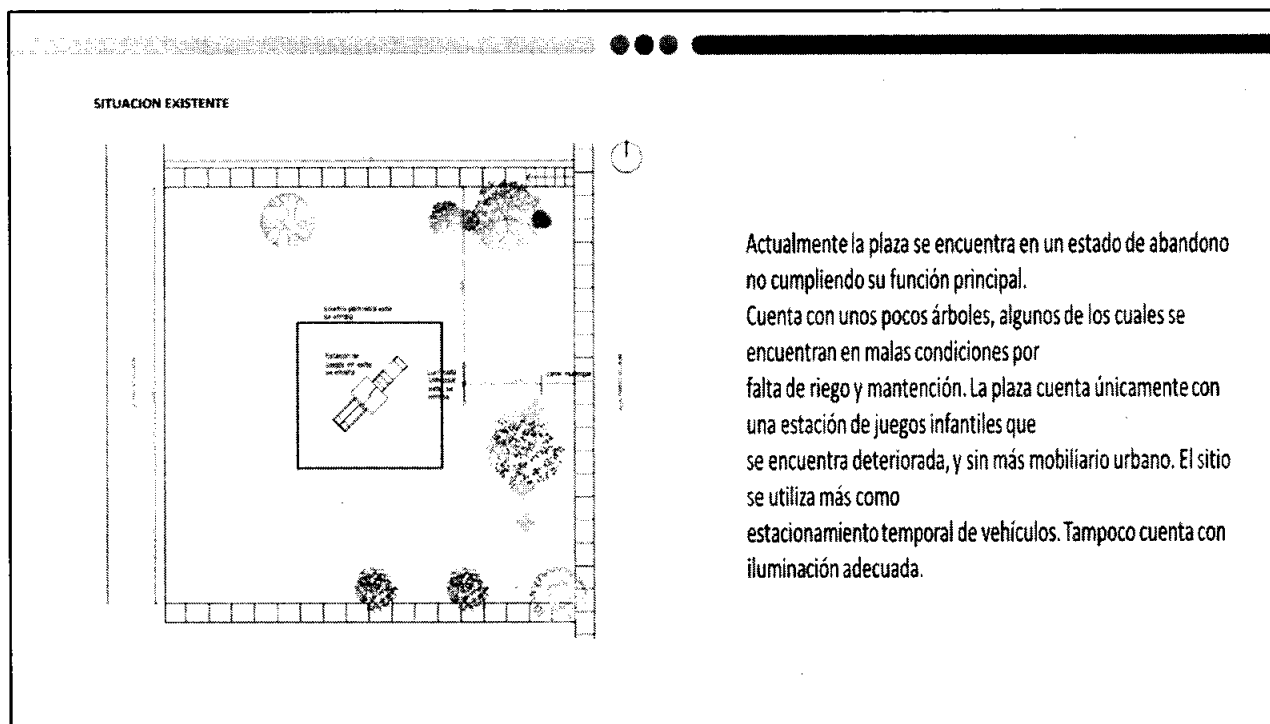 SITUACION EXISTENTE
Actualmente la plaza se encuentra en un estado de abandono
no cumpliendo su función principal.
Cuenta con unos pocos árboles, algunos de los cuales se
encuentran en malas condiciones por
falta de riego y mantención. La plaza cuenta únicamente con
una estación de juegos infantiles que
se encuentra deteriorada, y sin más mobiliario urbano. El sitio
se utiliza más como
estacionamiento temporal de vehículos. Tampoco cuenta con
iluminación adecuada.